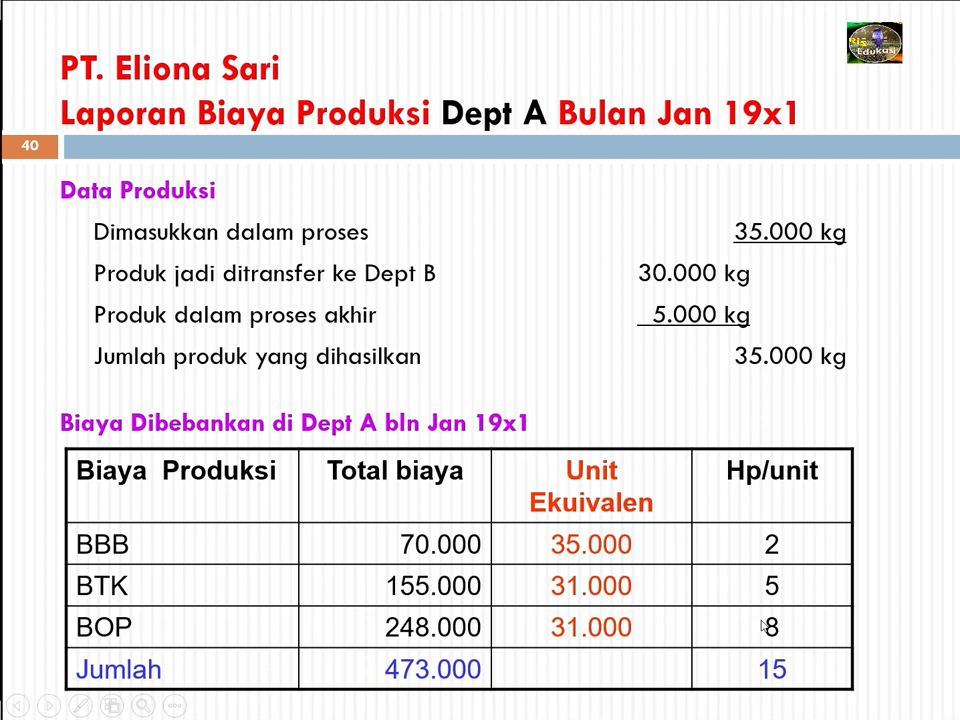 PT. Eliona Sari
Laporan Biaya Produksi Dept A Bulan Jan 19x1
40
Data Produksi
Dimasukkan dalam proses 35.000 kg
Produk jadi ditransfer ke Dept B 30.000 kg
Produk dalam proses akhir 5.000 kg
Jumlah produk yang dihasilkan 35.000 kg
Biaya Dibebankan di Dept A bln Jan 19x1
Biaya Produksi Total biaya Unit Ekuivalen Hp/unit
BBB 70.000 35.000 2
BTK 155.000 31.000 5
BOP 248.000 31.000 8
Jumlah 473.000 15